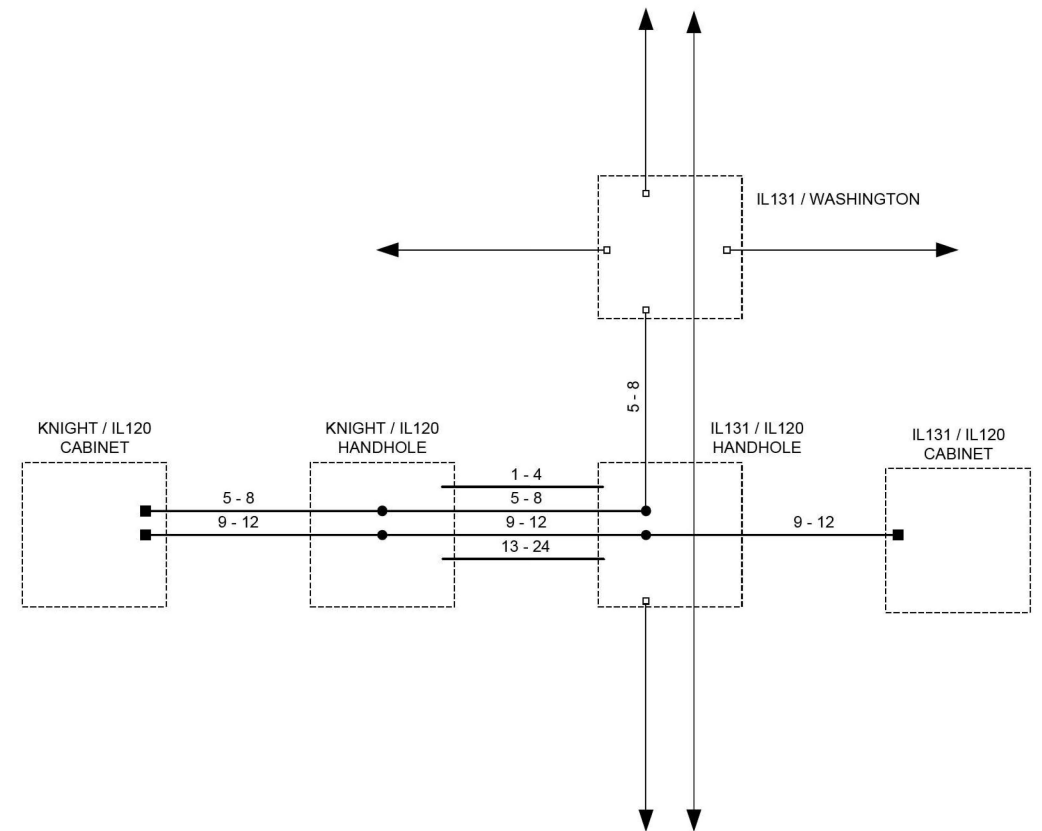 IL131 / WASHINGTON
5 - 8
KNIGHT / IL120
CABINET
KNIGHT / IL120
HANDHOLE
IL131 / IL120
HANDHOLE
IL131 / IL120
CABINET
1 - 4
5 - 8
5 - 8
9 - 12
9 - 12
9 - 12
13 - 24